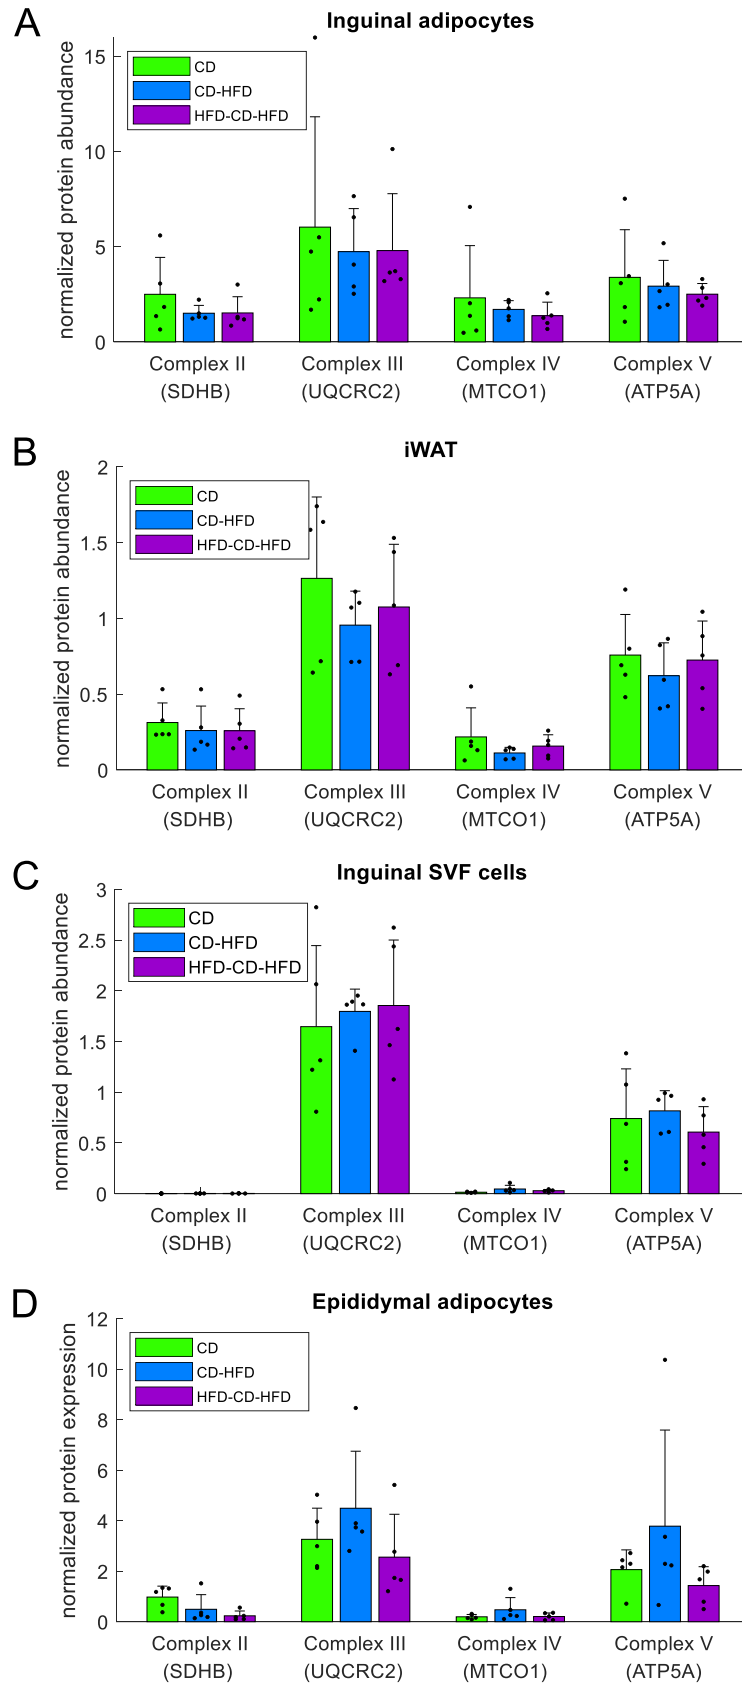 A
Inguinal adipocytes
normalized protein abundance
15
10
5
0
CD
CD-HFD
HFD-CD-HFD
Complex II
(SDHB)
Complex III
(UQCRC2)
Complex IV
(MTCO1)
Complex V
(ATP5A)
B
iWAT
normalized protein abundance
2
1.5
1
0.5
0
CD
CD-HFD
HFD-CD-HFD
Complex II
(SDHB)
Complex III
(UQCRC2)
Complex IV
(MTCO1)
Complex V
(ATP5A)
C
Inguinal SVF cells
normalized protein abundance
3
2.5
2
1.5
1
0.5
0
CD
CD-HFD
HFD-CD-HFD
Complex II
(SDHB)
Complex III
(UQCRC2)
Complex IV
(MTCO1)
Complex V
(ATP5A)
D
Epididymal adipocytes
normalized protein expression
12
10
8
6
4
2
0
CD
CD-HFD
HFD-CD-HFD
Complex II
(SDHB)
Complex III
(UQCRC2)
Complex IV
(MTCO1)
Complex V
(ATP5A)